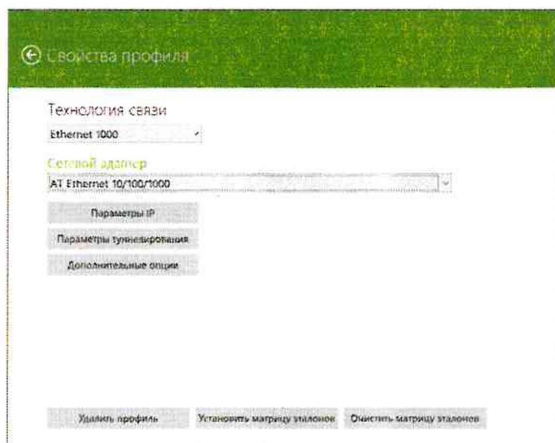 Свойства профиля
Технология связи
Ethernet 1000
Сетевой адаптер
AT Ethernet 10/100/1000
Параметры IP
Параметры туннелирования
Дополнительные опции
Удалить профиль Установить матрицу эталонов Очистить матрицу эталонов